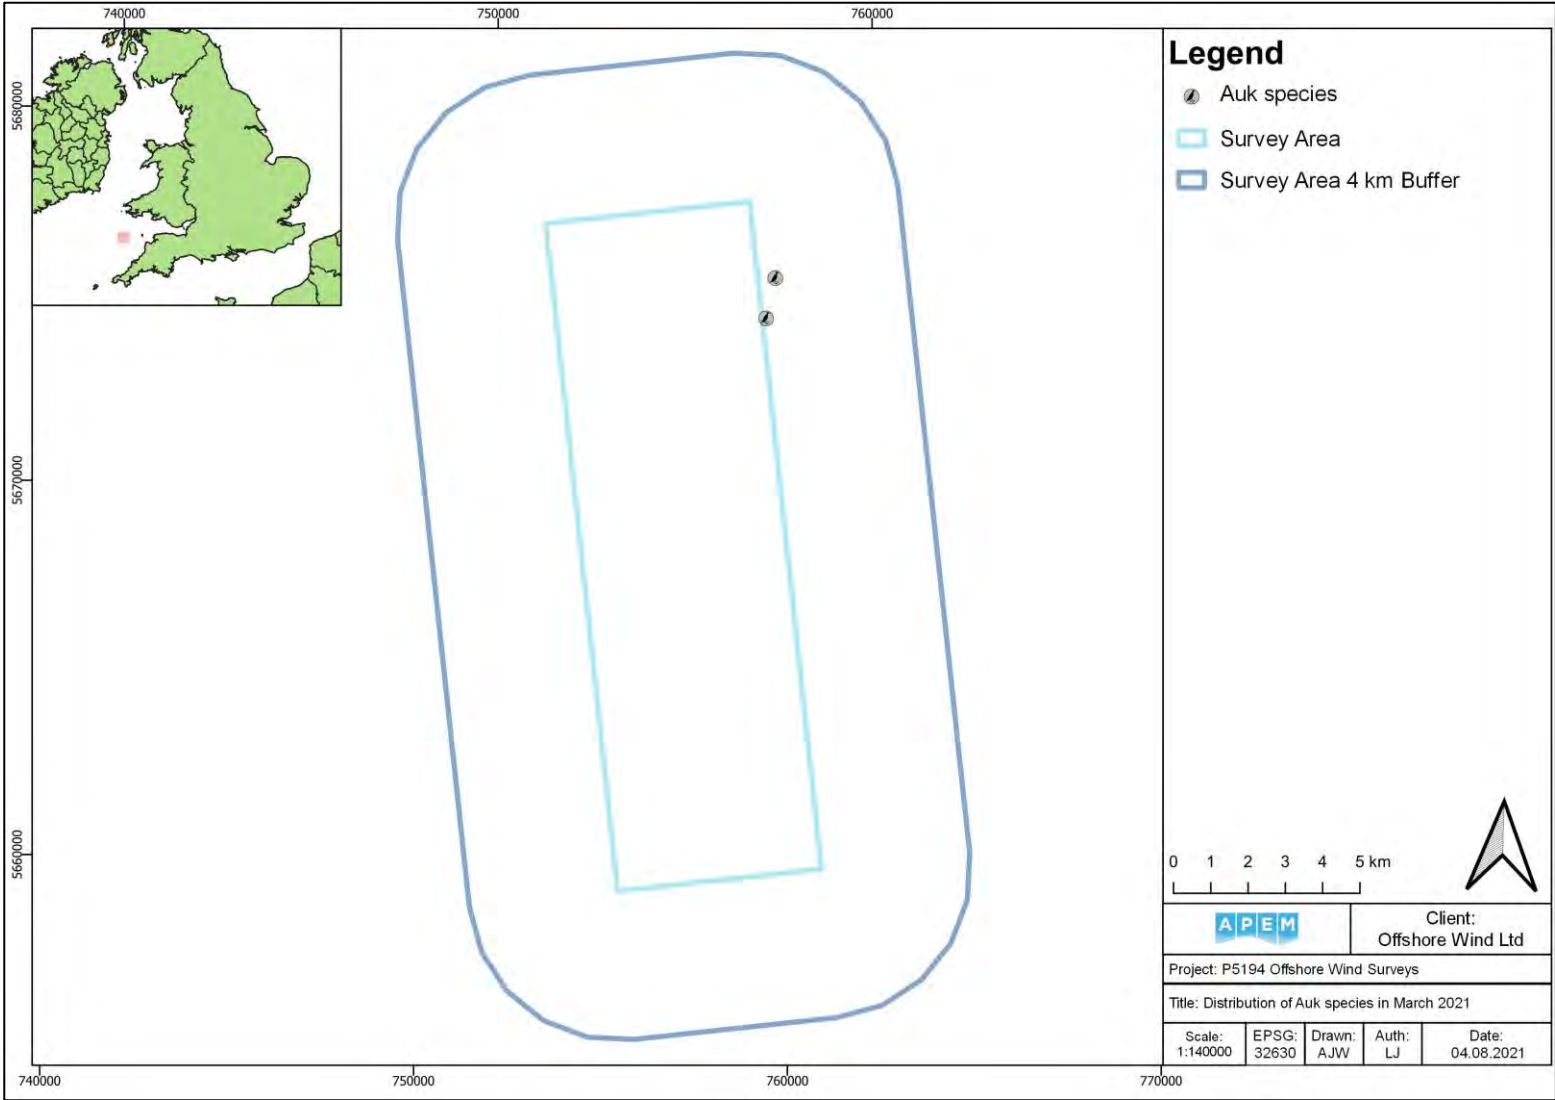 740000
750000
760000
5680000
5670000
5660000
740000
750000
760000
770000
Legend
Auk species
Survey Area
Survey Area 4 km Buffer
0 1 2 3 4 5 km
APEM
Client:
Offshore Wind Ltd
Project: P5194 Offshore Wind Surveys
Title: Distribution of Auk species in March 2021
Scale:
1:140000
EPSG:
32630
Drawn:
AJW
Auth:
LJ
Date:
04.08.2021